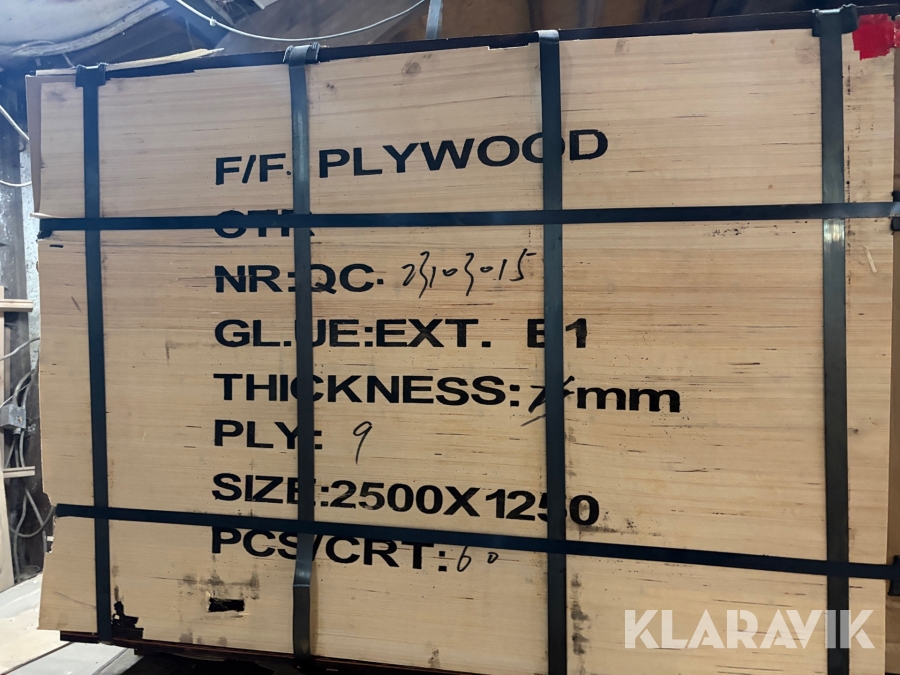 F/F. PLYWOOD
NR:QC. 23103015
GLUE:EXT. E1
THICKNESS: mm
PLY: 9
SIZE:2500X1250
PCS/CRT:60
KLARAVIK